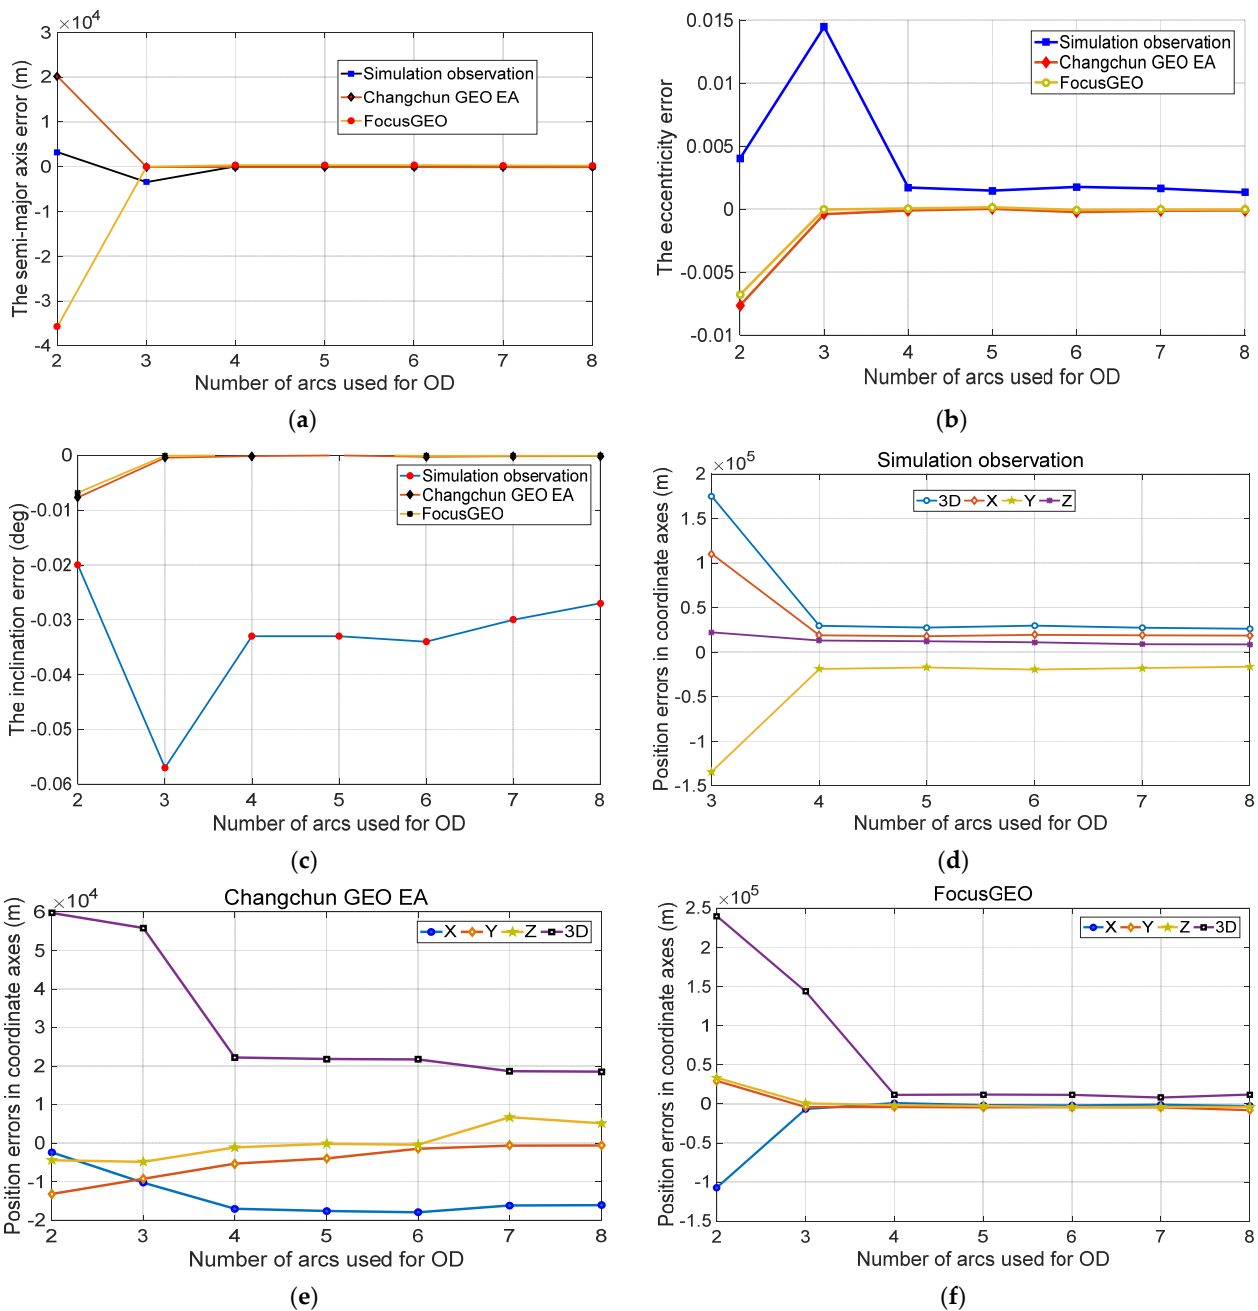 ×10⁴
3
2
1
0
-1
-2
-3
-4
The semi-major axis error (m)
Simulation observation
Changchun GEO EA
FocusGEO
2 3 4 5 6 7 8
Number of arcs used for OD
(a)
0.015
0.01
0.005
0
-0.005
-0.01
The eccentricity error
Simulation observation
Changchun GEO EA
FocusGEO
2 3 4 5 6 7 8
Number of arcs used for OD
(b)
0
-0.01
-0.02
-0.03
-0.04
-0.05
-0.06
The inclination error (deg)
Simulation observation
Changchun GEO EA
FocusGEO
2 3 4 5 6 7 8
Number of arcs used for OD
(c)
Simulation observation
×10⁵
2
1.5
1
0.5
0
-0.5
-1
-1.5
Position errors in coordinate axes (m)
3D X Y Z
3 4 5 6 7 8
Number of arcs used for OD
(d)
Changchun GEO EA
×10⁴
6
5
4
3
2
1
0
-1
-2
Position errors in coordinate axes (m)
X Y Z 3D
2 3 4 5 6 7 8
Number of arcs used for OD
(e)
FocusGEO
×10⁵
2.5
2
1.5
1
0.5
0
-0.5
-1
-1.5
Position errors in coordinate axes (m)
X Y Z 3D
2 3 4 5 6 7 8
Number of arcs used for OD
(f)